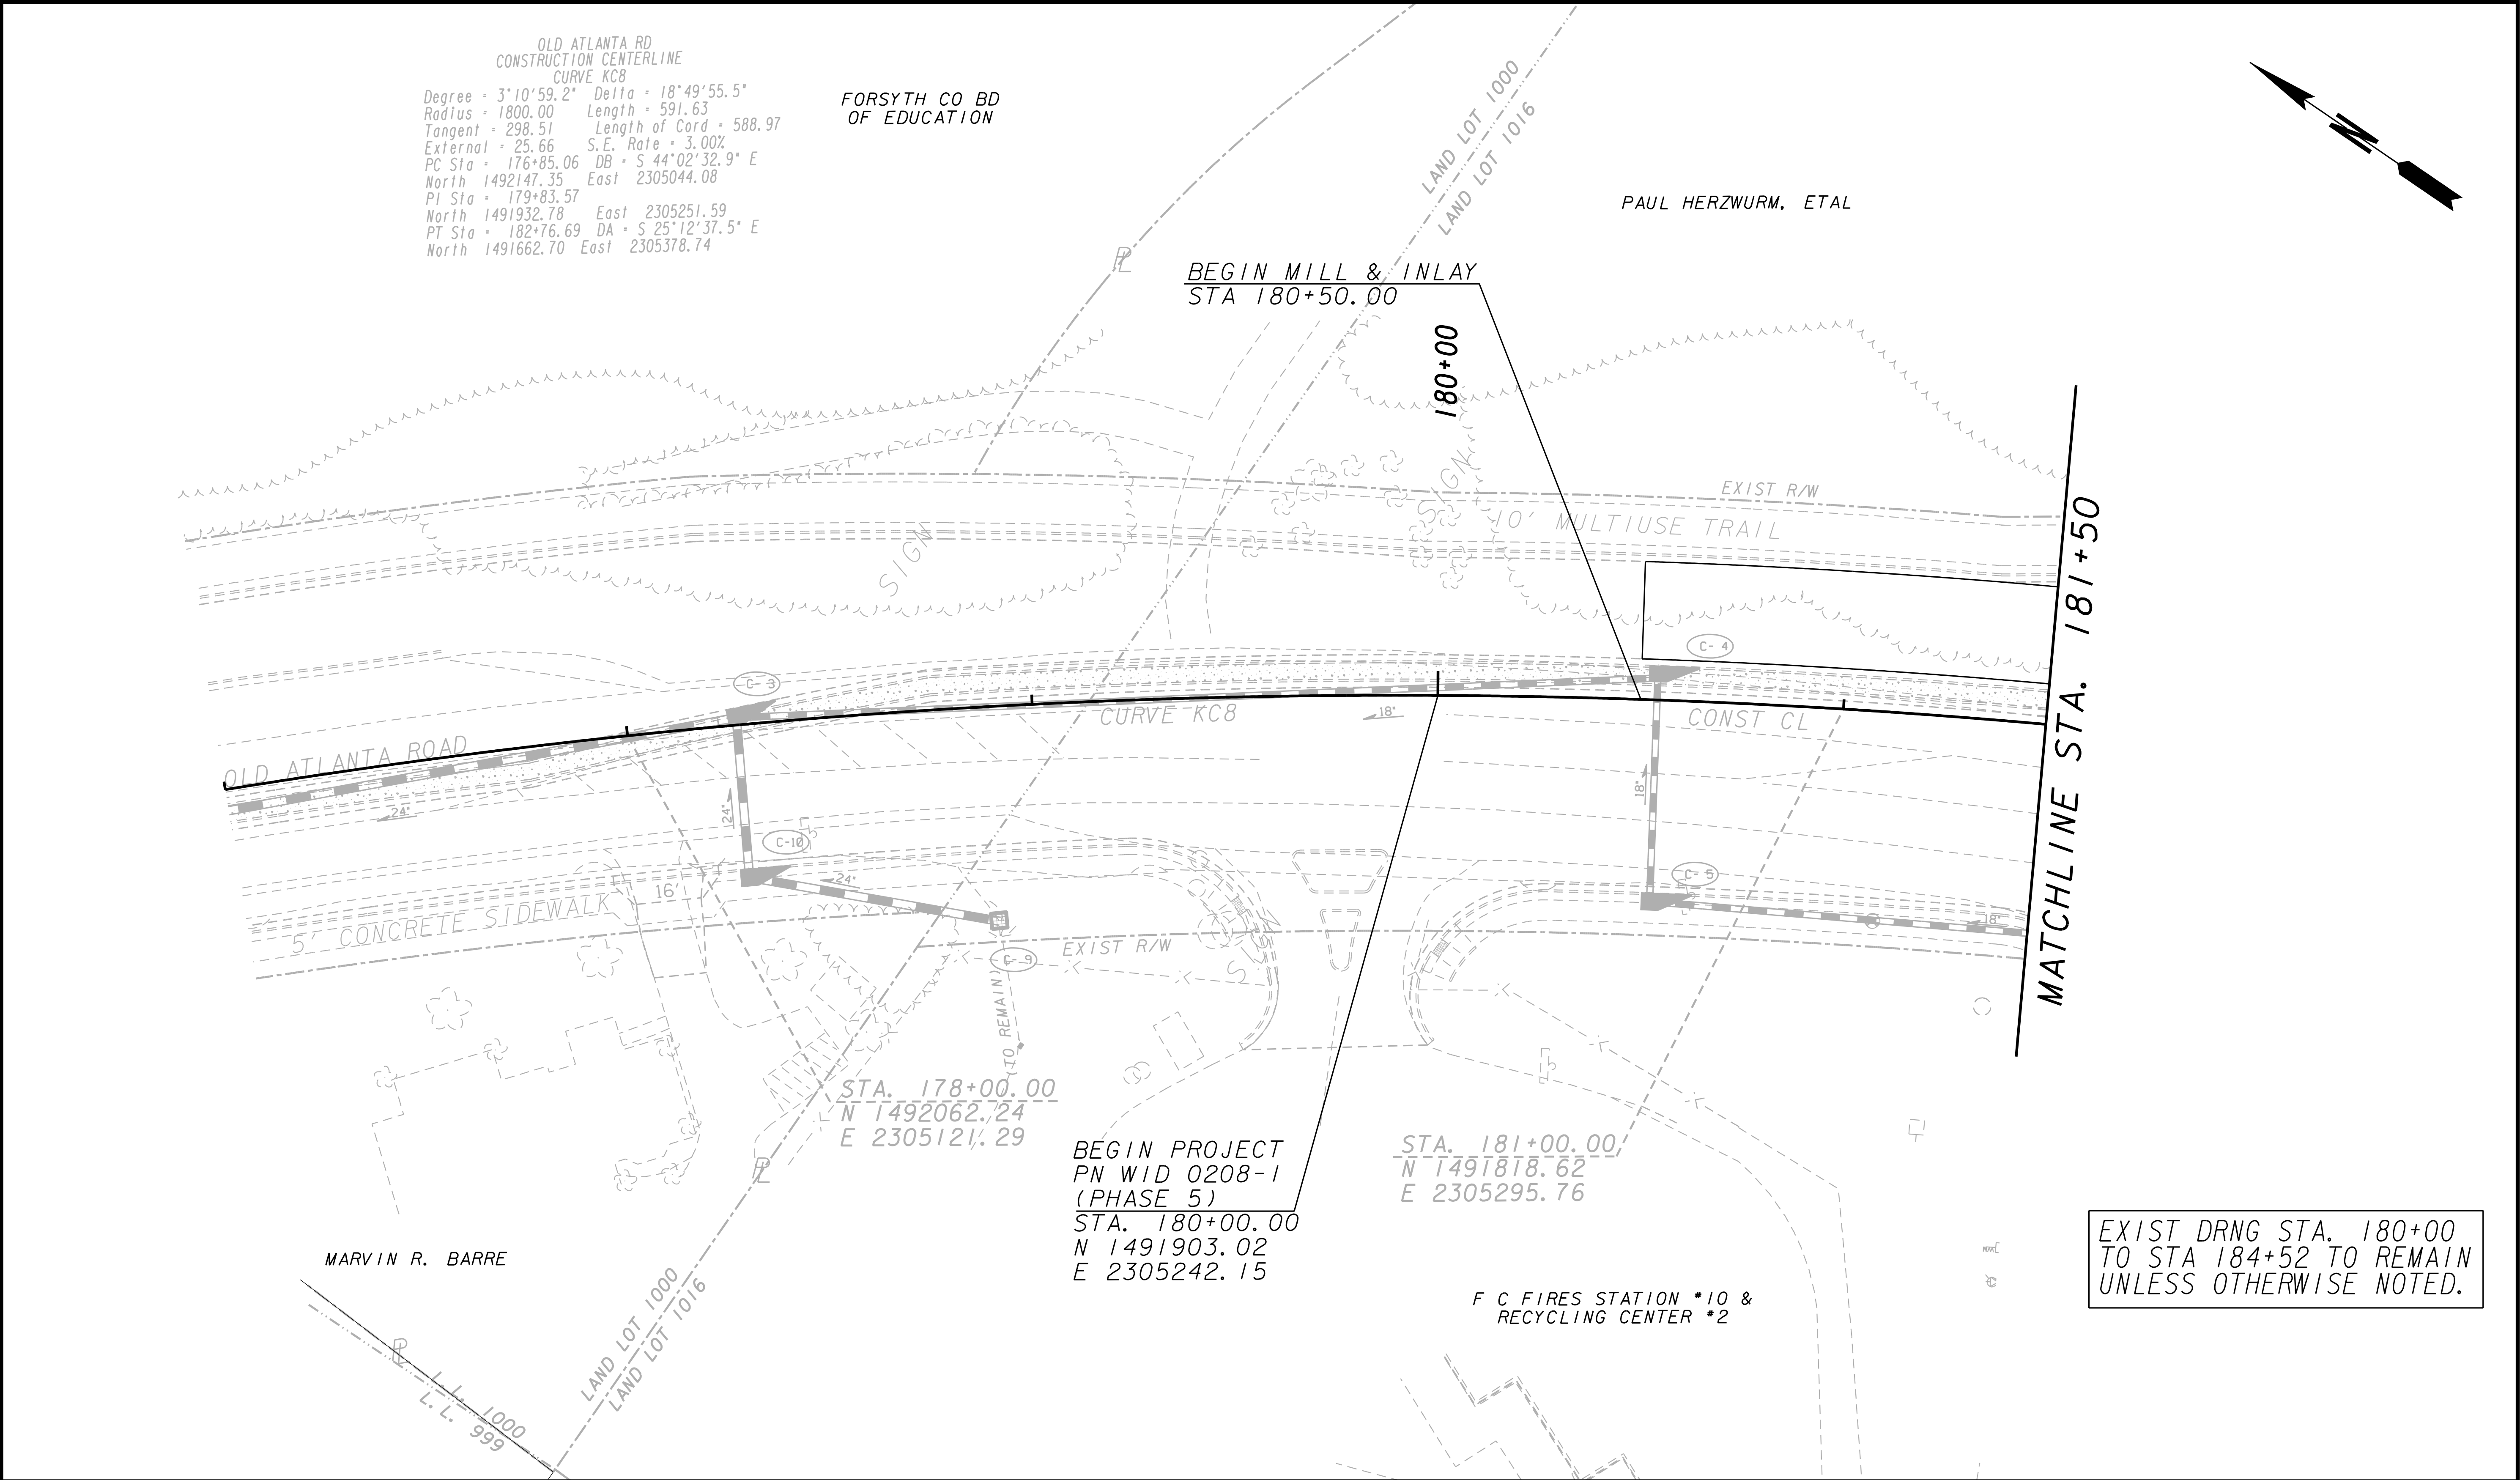 OLD ATLANTA RD
CONSTRUCTION CENTERLINE
CURVE KC8
Degree = 3°10'59.2" Delta = 18°49'55.5"
Radius = 1800.00 Length = 591.63
Tangent = 298.51 Length of Cord = 588.97
External = 25.66 S.E. Rate = 3.00%
PC Sta = 176+85.06 DB = S 44°02'32.9" E
North 1492147.35 East 2305044.08
PI Sta = 179+83.57
North 1491932.78 East 2305251.59
PT Sta = 182+76.69 DA = S 25°12'37.5" E
North 1491662.70 East 2305378.74
FORSYTH CO BD
OF EDUCATION
LAND LOT 1000
LAND LOT 1016
N
PAUL HERZWURM, ETAL
PL
BEGIN MILL & INLAY
STA 180+50.00
180+00
SIGN
SIGN
EXIST R/W
10' MULTIUSE TRAIL
MATCHLINE STA. 181+50
C-3
C-4
OLD ATLANTA ROAD
CURVE KC8
18"
CONST CL
24"
24"
C-10
24"
18"
C-5
18"
16'
5' CONCRETE SIDEWALK
C-9
EXIST R/W
SIGN
(TO REMAIN)
STA. 178+00.00
N 1492062.24
E 2305121.29
BEGIN PROJECT
PN WID 0208-1
(PHASE 5)
STA. 180+00.00
N 1491903.02
E 2305242.15
STA. 181+00.00
N 1491818.62
E 2305295.76
PL
MARVIN R. BARRE
F C FIRES STATION #10 &
RECYCLING CENTER #2
EXIST DRNG STA. 180+00
TO STA 184+52 TO REMAIN
UNLESS OTHERWISE NOTED.
LAND LOT 1000
LAND LOT 1016
PL
L.L. 1000
L.L. 999